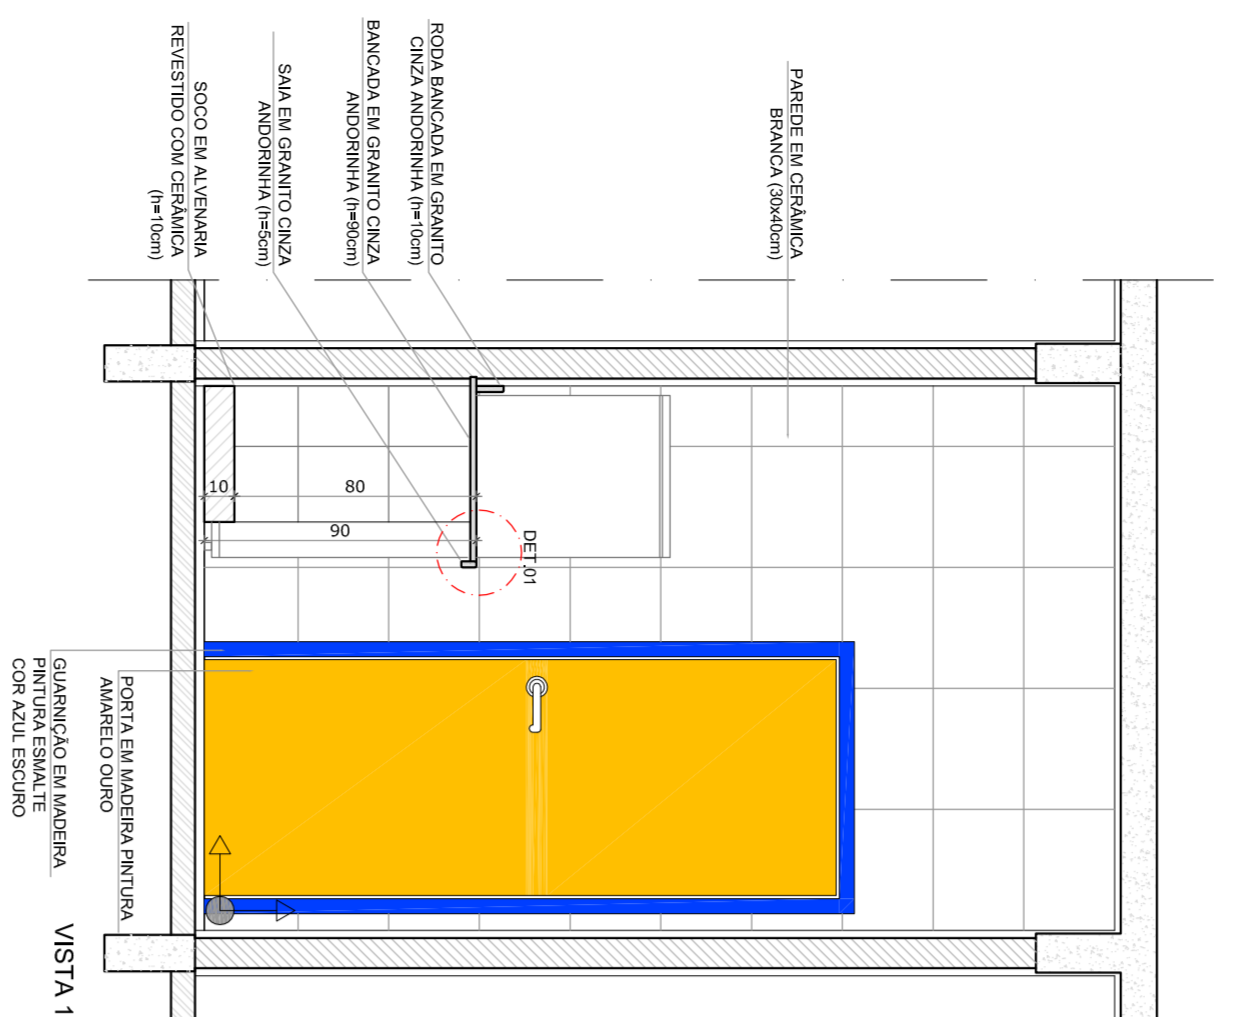 PAREDE EM CERÂMICA
BRANCA (30x40cm)
RODA BANCADA EM GRANITO
CINZA ANDORINHA (h=10cm)
BANCADA EM GRANITO CINZA
ANDORINHA (h=90cm)
SAIA EM GRANITO CINZA
ANDORINHA (h=5cm)
SOCO EM ALVENARIA
REVESTIDO COM CERÂMICA
(h=10cm)
10
80
90
DET.01
PORTA EM MADEIRA PINTURA
AMARELO OURO
GUARNIÇÃO EM MADEIRA
PINTURA ESMALTE
COR AZUL ESCURO
VISTA 1